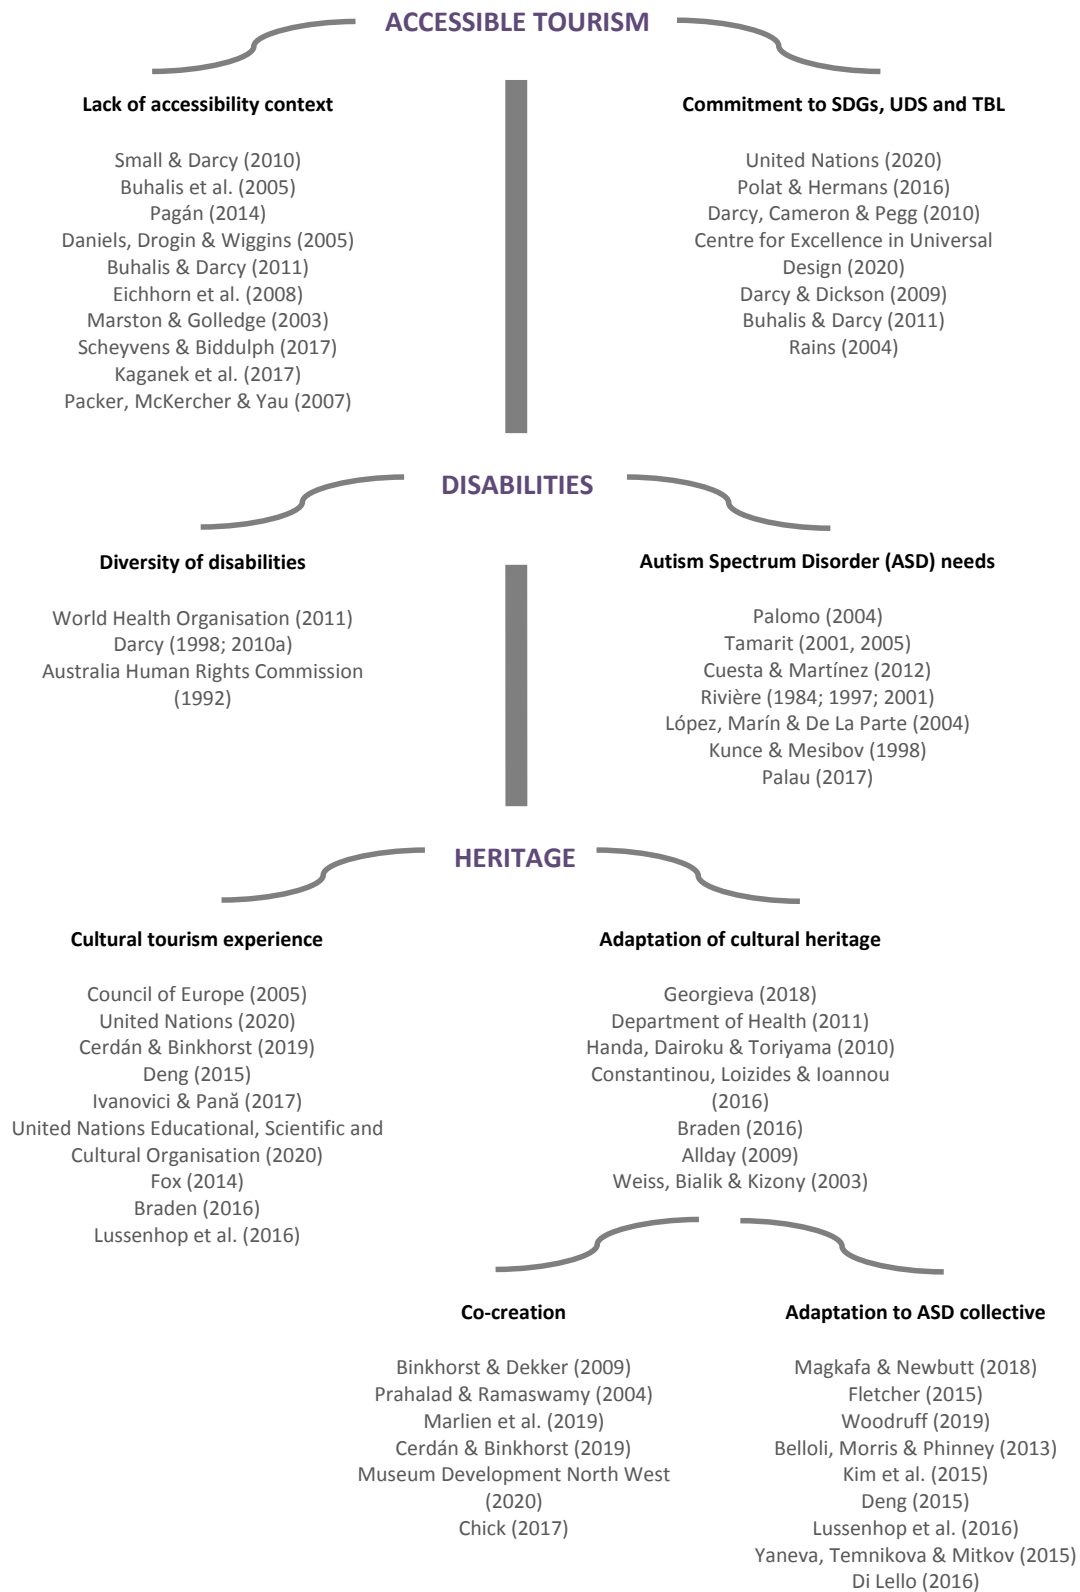 ACCESSIBLE TOURISM
Lack of accessibility context
Small & Darcy (2010)
Buhalis et al. (2005)
Pagán (2014)
Daniels, Drogin & Wiggins (2005)
Buhalis & Darcy (2011)
Eichhorn et al. (2008)
Marston & Golledge (2003)
Scheyvens & Biddulph (2017)
Kaganek et al. (2017)
Packer, McKercher & Yau (2007)
Commitment to SDGs, UDS and TBL
United Nations (2020)
Polat & Hermans (2016)
Darcy, Cameron & Pegg (2010)
Centre for Excellence in Universal
Design (2020)
Darcy & Dickson (2009)
Buhalis & Darcy (2011)
Rains (2004)
DISABILITIES
Diversity of disabilities
World Health Organisation (2011)
Darcy (1998; 2010a)
Australia Human Rights Commission
(1992)
Autism Spectrum Disorder (ASD) needs
Palomo (2004)
Tamarit (2001, 2005)
Cuesta & Martínez (2012)
Rivière (1984; 1997; 2001)
López, Marín & De La Parte (2004)
Kunce & Mesibov (1998)
Palau (2017)
HERITAGE
Cultural tourism experience
Council of Europe (2005)
United Nations (2020)
Cerdán & Binkhorst (2019)
Deng (2015)
Ivanovici & Pană (2017)
United Nations Educational, Scientific and
Cultural Organisation (2020)
Fox (2014)
Braden (2016)
Lussenhop et al. (2016)
Adaptation of cultural heritage
Georgieva (2018)
Department of Health (2011)
Handa, Dairoku & Toriyama (2010)
Constantinou, Loizides & Ioannou
(2016)
Braden (2016)
Allday (2009)
Weiss, Bialik & Kizony (2003)
Co-creation
Binkhorst & Dekker (2009)
Prahalad & Ramaswamy (2004)
Marlien et al. (2019)
Cerdán & Binkhorst (2019)
Museum Development North West
(2020)
Chick (2017)
Adaptation to ASD collective
Magkafa & Newbutt (2018)
Fletcher (2015)
Woodruff (2019)
Belloli, Morris & Phinney (2013)
Kim et al. (2015)
Deng (2015)
Lussenhop et al. (2016)
Yaneva, Temnikova & Mitkov (2015)
Di Lello (2016)